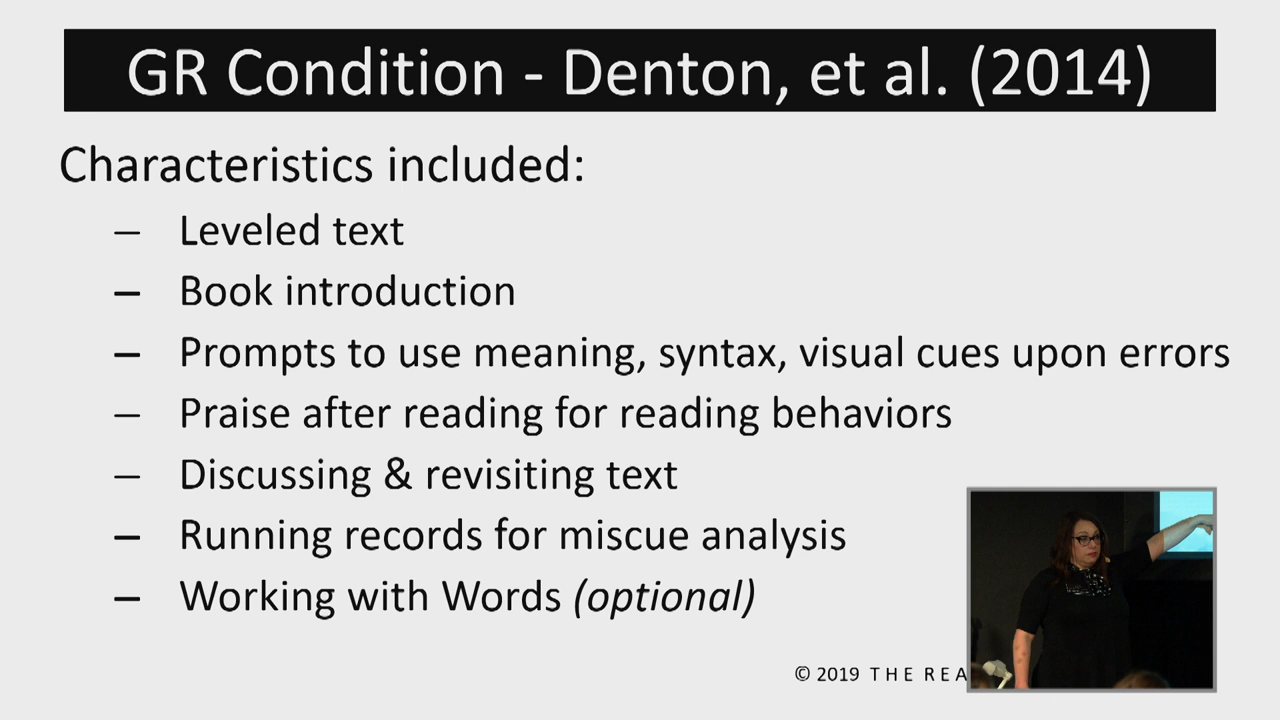 GR Condition - Denton, et al. (2014)
Characteristics included:
– Leveled text
– Book introduction
– Prompts to use meaning, syntax, visual cues upon errors
– Praise after reading for reading behaviors
– Discussing & revisiting text
– Running records for miscue analysis
– Working with Words (optional)
© 2019 THE